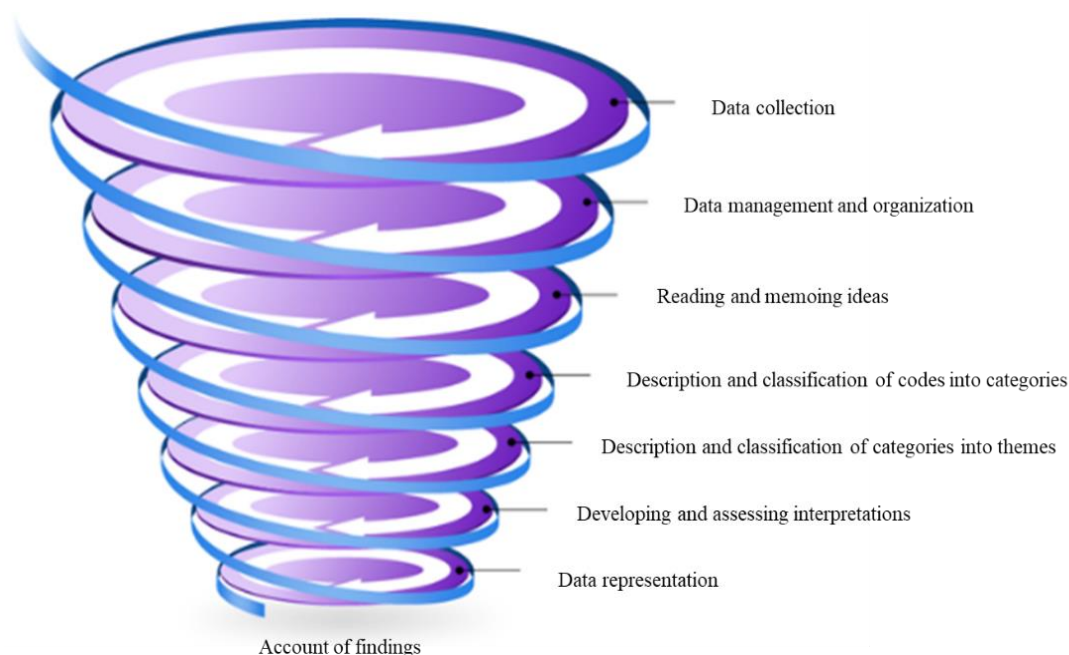 Data collection
Data management and organization
Reading and memoing ideas
Description and classification of codes into categories
Description and classification of categories into themes
Developing and assessing interpretations
Data representation
Account of findings